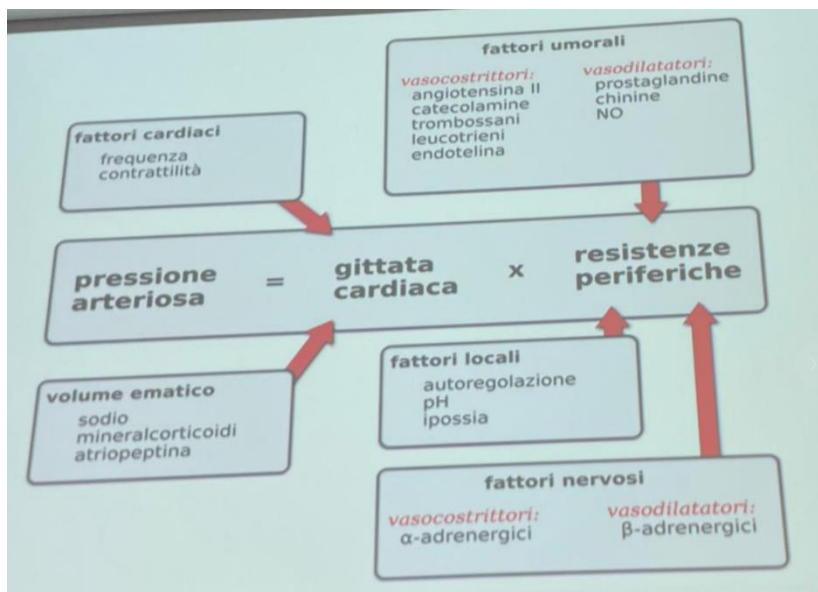 fattori umorali
vasocostrittori:
angiotensina II
catecolamine
trombossani
leucotrieni
endotelina
vasodilatatori:
prostaglandine
chinine
NO
fattori cardiaci
frequenza
contrattilità
pressione
arteriosa
=
gittata
cardiaca
x
resistenze
periferiche
volume ematico
sodio
mineralcorticoidi
atriopeptina
fattori locali
autoregolazione
pH
ipossia
fattori nervosi
vasocostrittori:
α-adrenergici
vasodilatatori:
β-adrenergici